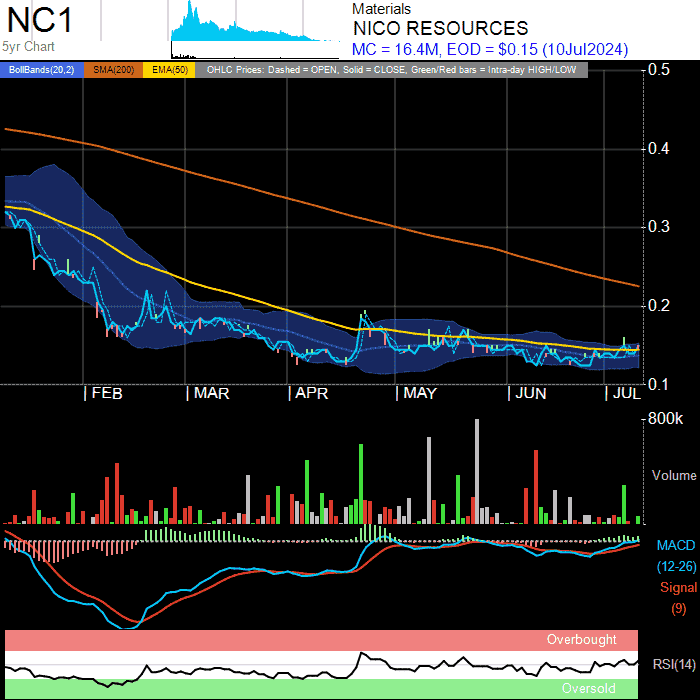 NC1
5yr Chart
Materials
NICO RESOURCES
MC = 16.4M, EOD = $0.15 (10Jul2024)
BollBands(20,2) SMA(200) EMA(50) OHLC Prices: Dashed = OPEN, Solid = CLOSE, Green/Red bars = Intra-day HIGH/LOW
0.5
0.4
0.3
0.2
0.1
| FEB | MAR | APR | MAY | JUN | JUL
800k
Volume
MACD
(12-26)
Signal
(9)
Overbought
RSI(14)
Oversold